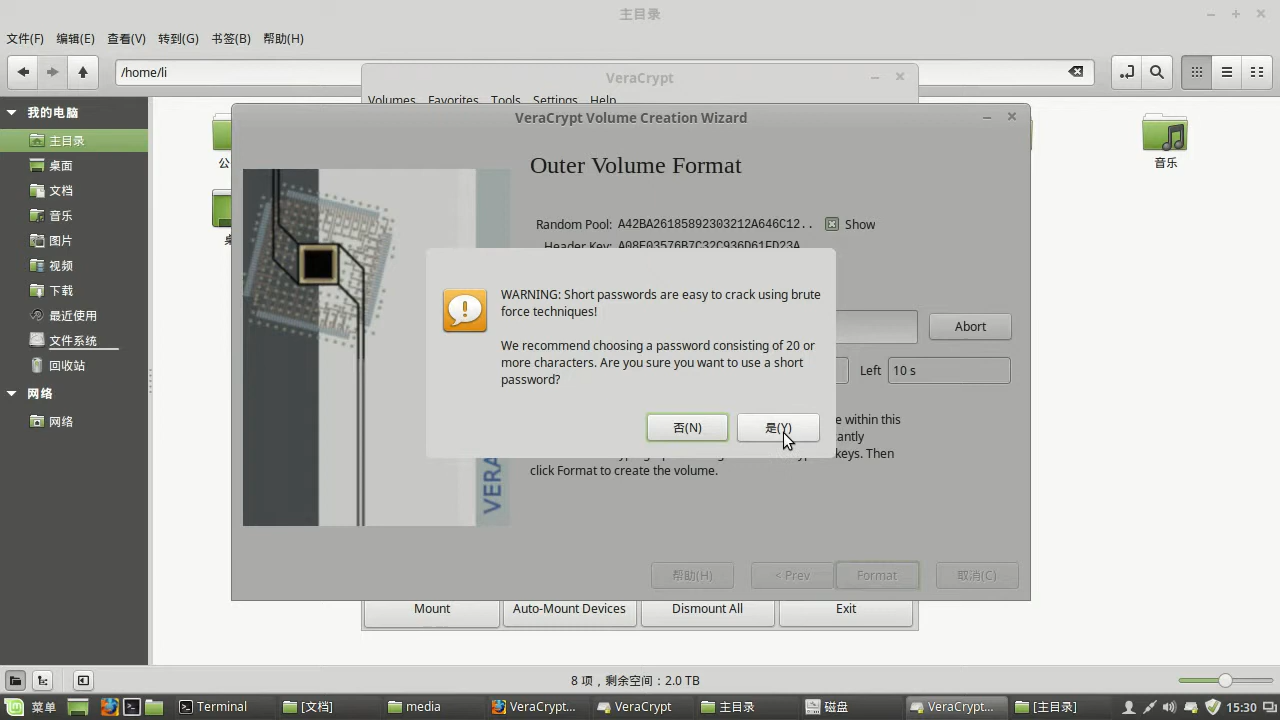 主目录
文件(F) 编辑(E) 查看(V) 转到(G) 书签(B) 帮助(H)
/home/li
VeraCrypt
Volumes Favorites Tools Settings Help
VeraCrypt Volume Creation Wizard
我的电脑
主目录
桌面
文档
音乐
图片
视频
下载
最近使用
文件系统
回收站
网络
网络
音乐
Outer Volume Format
Random Pool: A42BA26185892303212A646C12.. Show
Header Key:
WARNING: Short passwords are easy to crack using brute
force techniques!
We recommend choosing a password consisting of 20 or
more characters. Are you sure you want to use a short
password?
否(N) 是(Y)
Abort
Left 10 s
e within this
antly
keys. Then
click Format to create the volume.
VERA
帮助(H) < Prev Format 取消(C)
Mount Auto-Mount Devices Dismount All Exit
8 项，剩余空间：2.0 TB
菜单 Terminal [文档] media VeraCrypt... VeraCrypt 主目录 磁盘 VeraCrypt... [主目录] 15:30